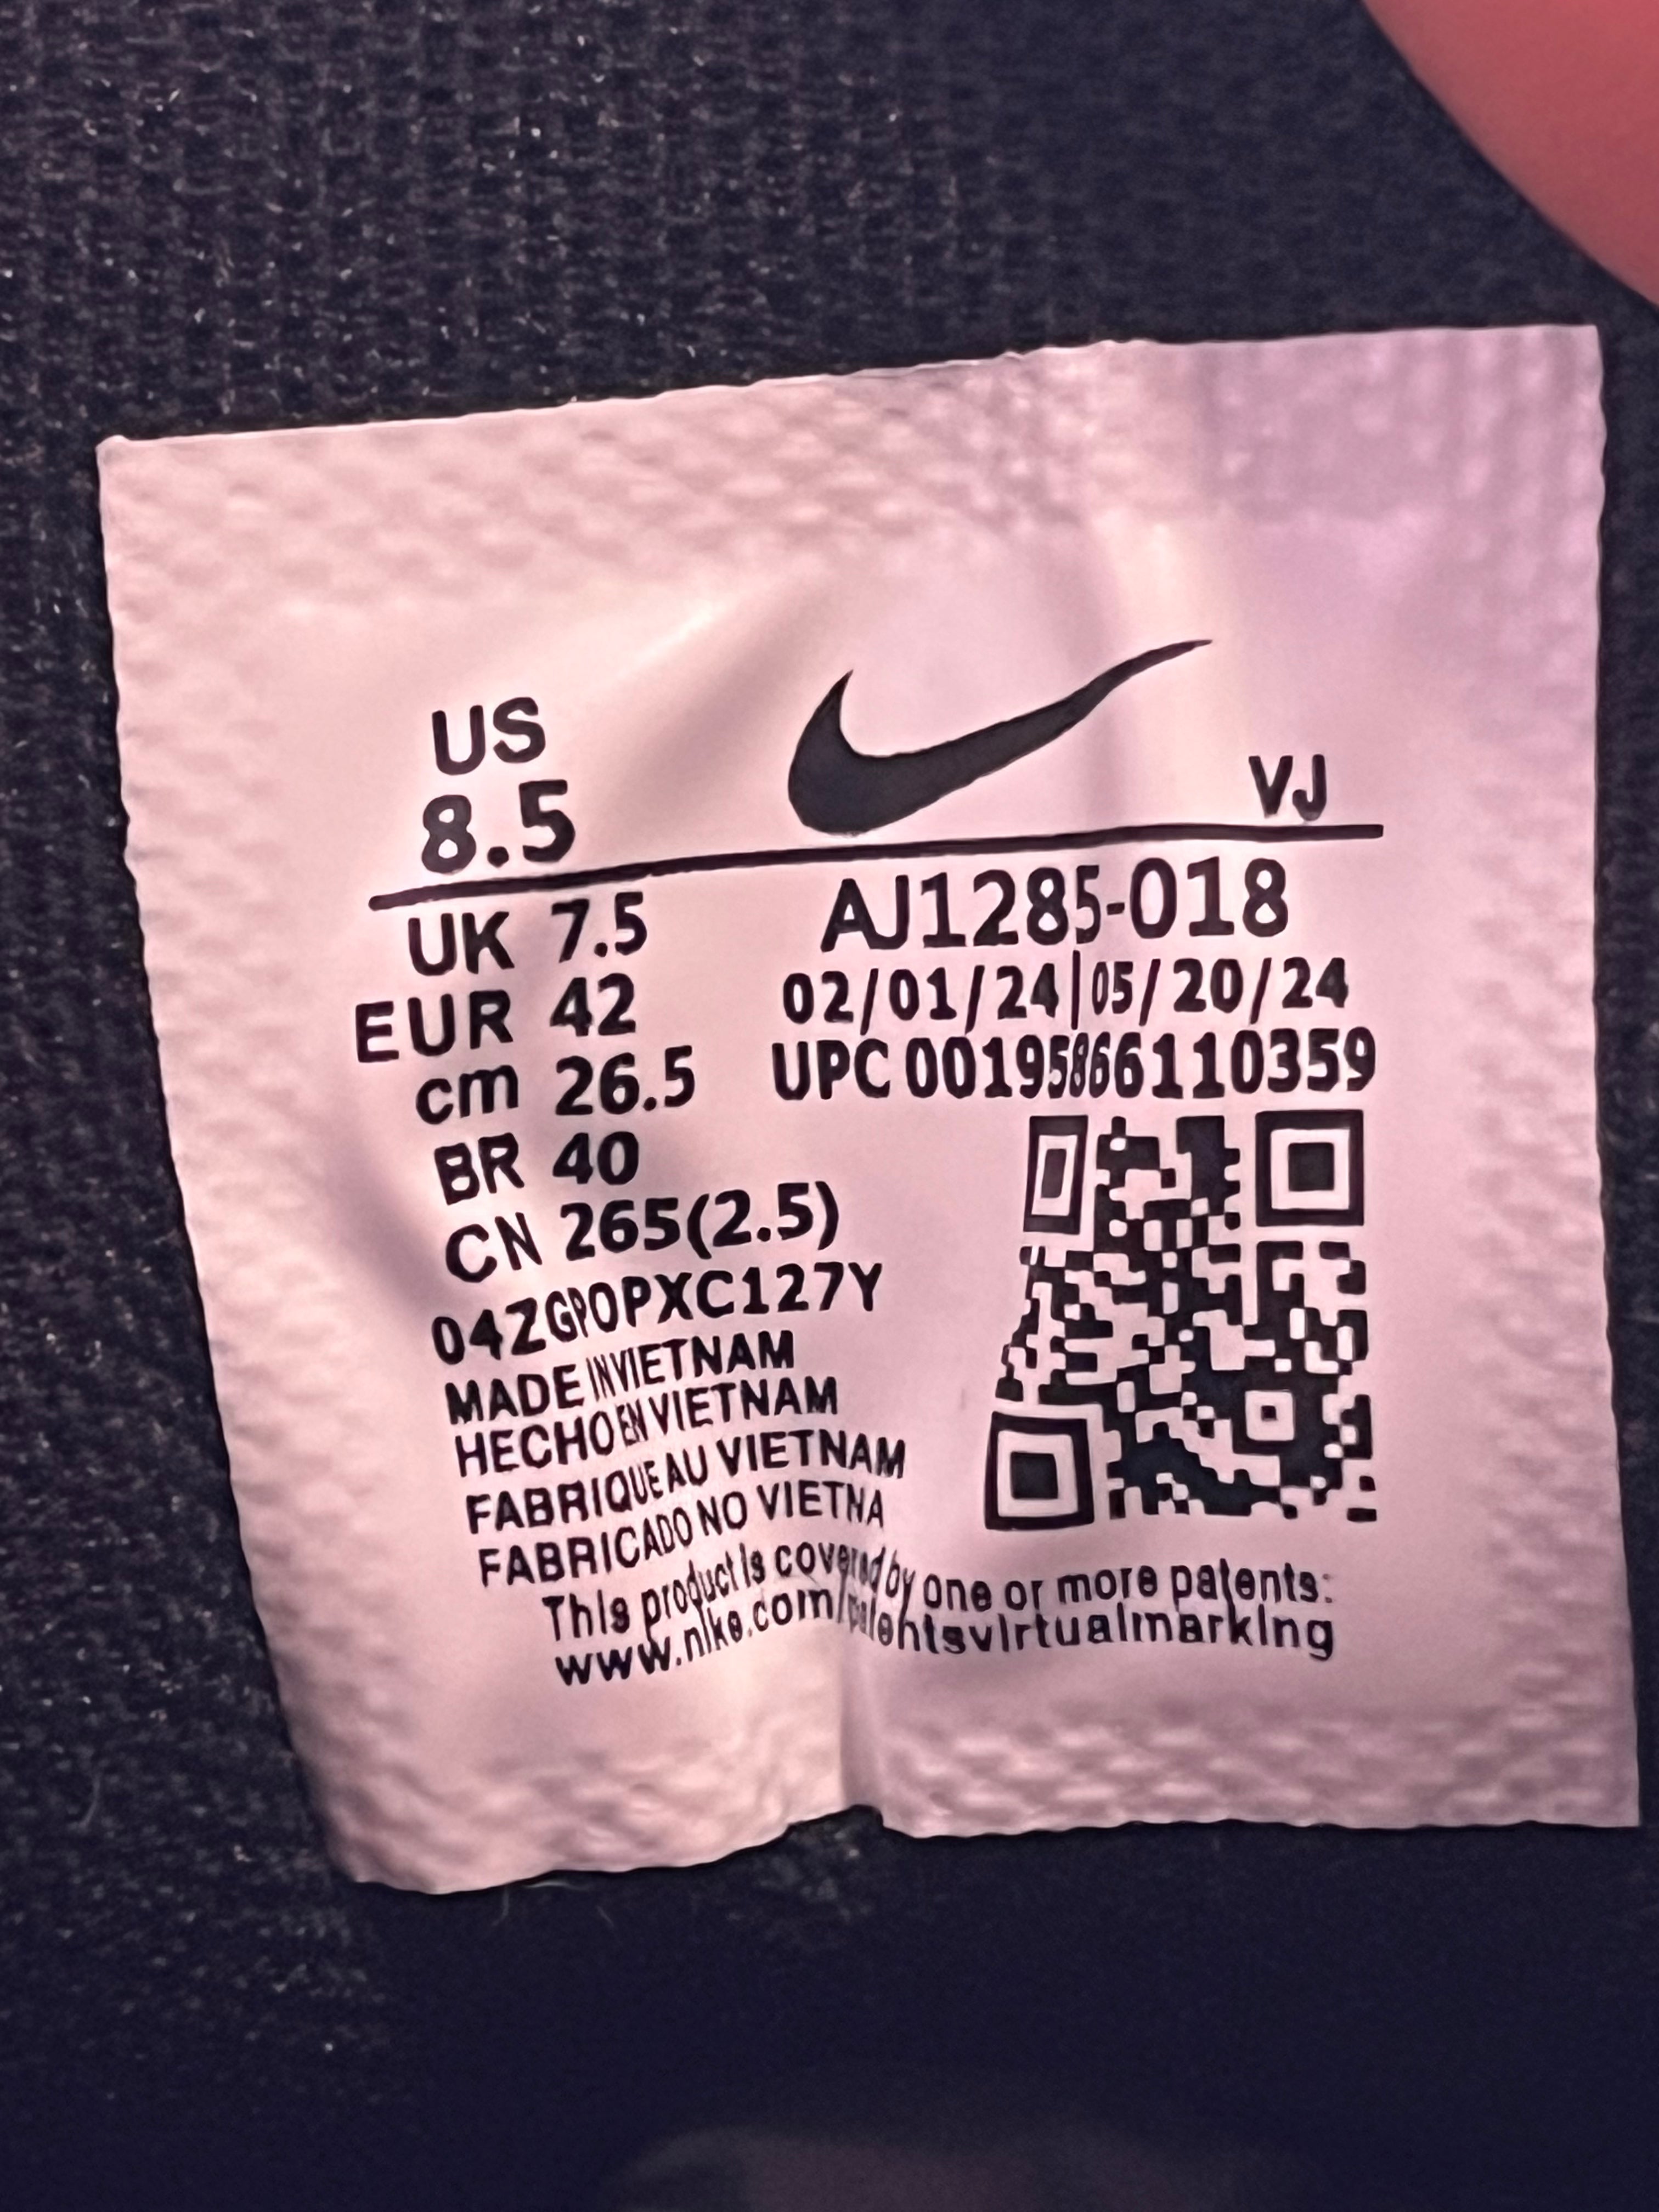 US
8.5
VJ
UK 7.5
EUR 42
cm 26.5
BR 40
CN 265(2.5)
04ZGPOPXC127Y
MADE IN VIETNAM
HECHO EN VIETNAM
FABRIQUE AU VIETNAM
FABRICADO NO VIETNA
AJ1285-018
02/01/24|05/20/24
UPC 00195866110359
This product is covered by one or more patents:
www.nike.com/patentsvirtualmarking